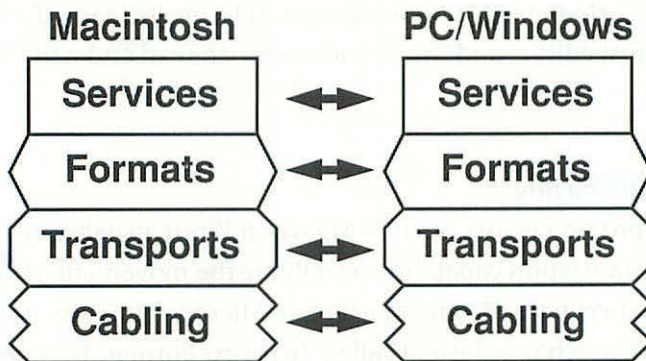 Macintosh PC/Windows
Services Services
Formats Formats
Transports Transports
Cabling Cabling